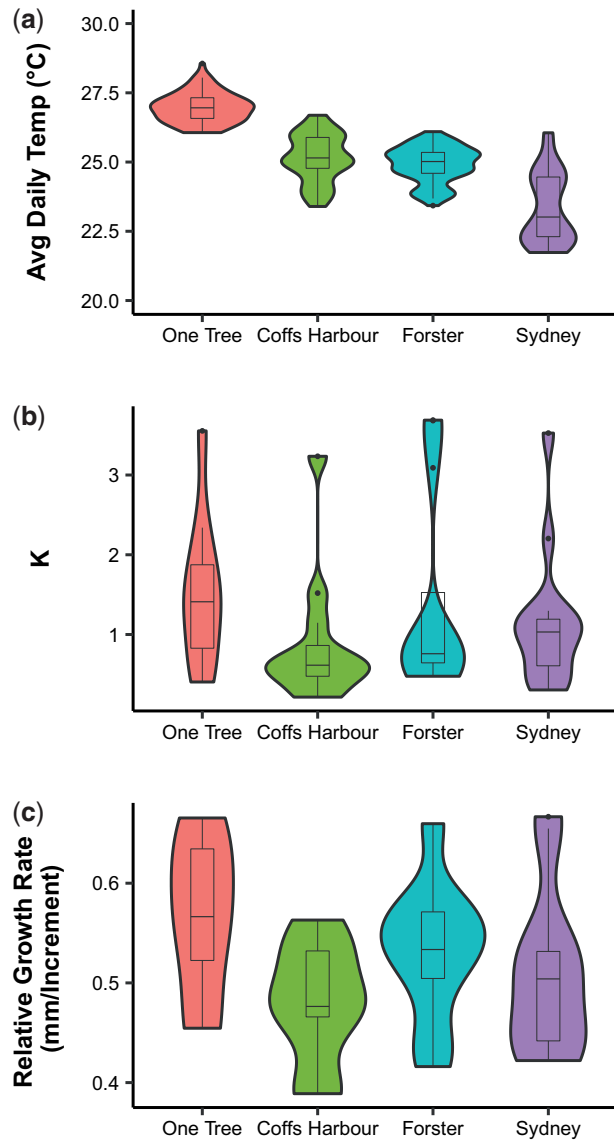 (a)
Avg Daily Temp (°C)
30.0
27.5
25.0
22.5
20.0
One Tree Coffs Harbour Forster Sydney
(b)
K
3
2
1
One Tree Coffs Harbour Forster Sydney
(c)
Relative Growth Rate
(mm/Increment)
0.6
0.5
0.4
One Tree Coffs Harbour Forster Sydney